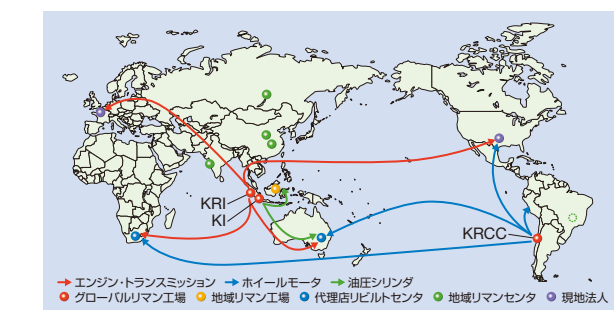 KRI
KI
KRCC
エンジン・トランスミッション ホイールモータ 油圧シリンダ
グローバルリマン工場 地域リマン工場 代理店リビルトセンタ 地域リマンセンタ 現地法人